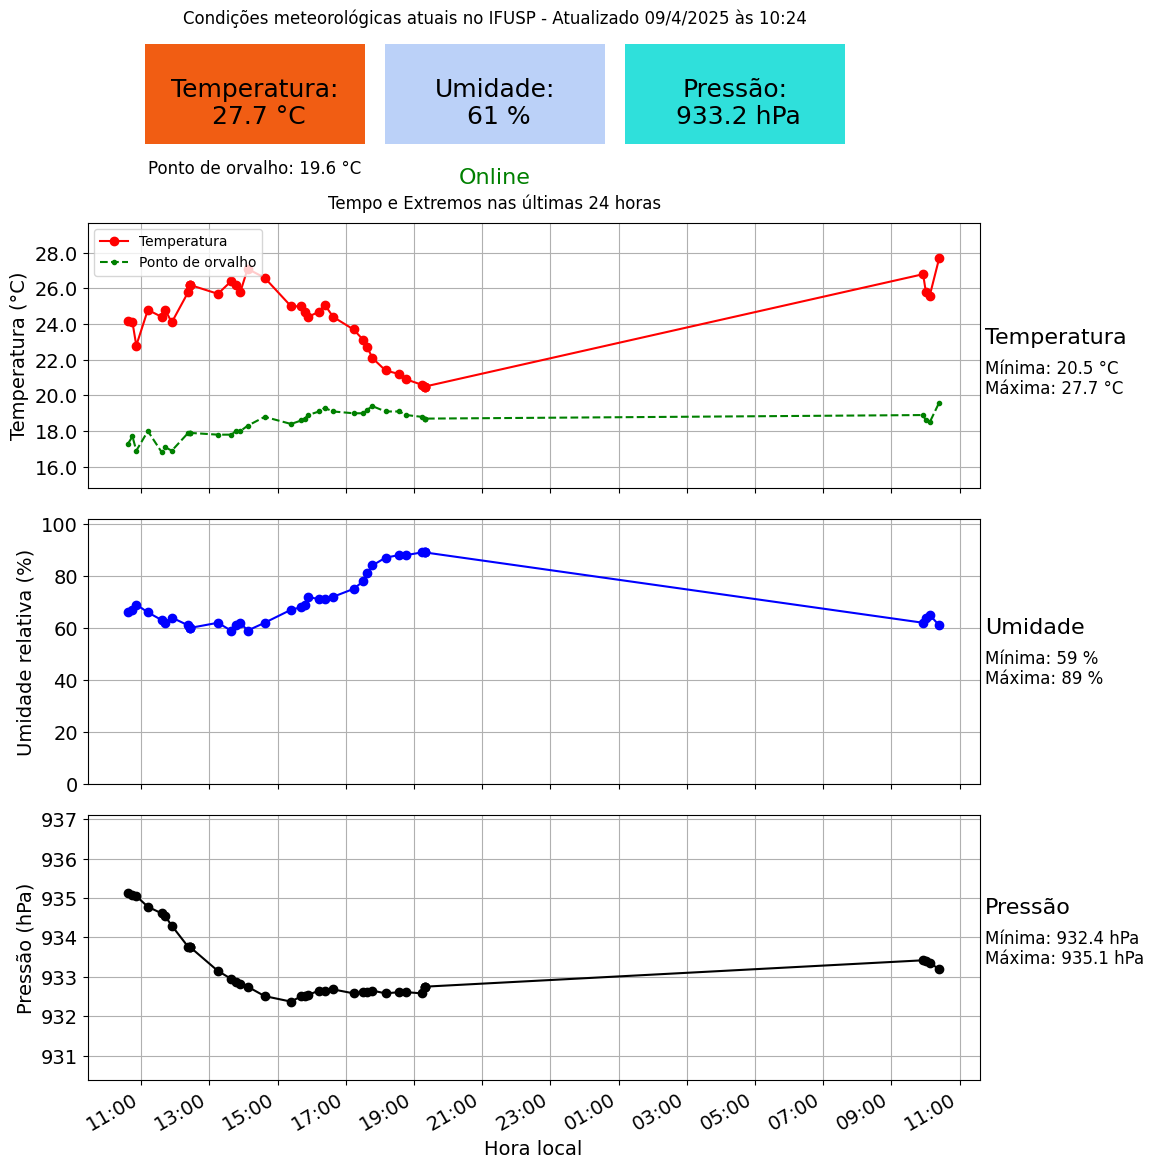 Condições meteorológicas atuais no IFUSP - Atualizado 09/4/2025 às 10:24
Temperatura:
27.7 °C
Umidade:
61 %
Pressão:
933.2 hPa
Ponto de orvalho: 19.6 °C
Online
Tempo e Extremos nas últimas 24 horas
Temperatura
Ponto de orvalho
Temperatura (°C)
28.0
26.0
24.0
22.0
20.0
18.0
16.0
Temperatura
Mínima: 20.5 °C
Máxima: 27.7 °C
Umidade relativa (%)
100
80
60
40
20
0
Umidade
Mínima: 59 %
Máxima: 89 %
Pressão (hPa)
937
936
935
934
933
932
931
Pressão
Mínima: 932.4 hPa
Máxima: 935.1 hPa
11:00 13:00 15:00 17:00 19:00 21:00 23:00 01:00 03:00 05:00 07:00 09:00 11:00
Hora local